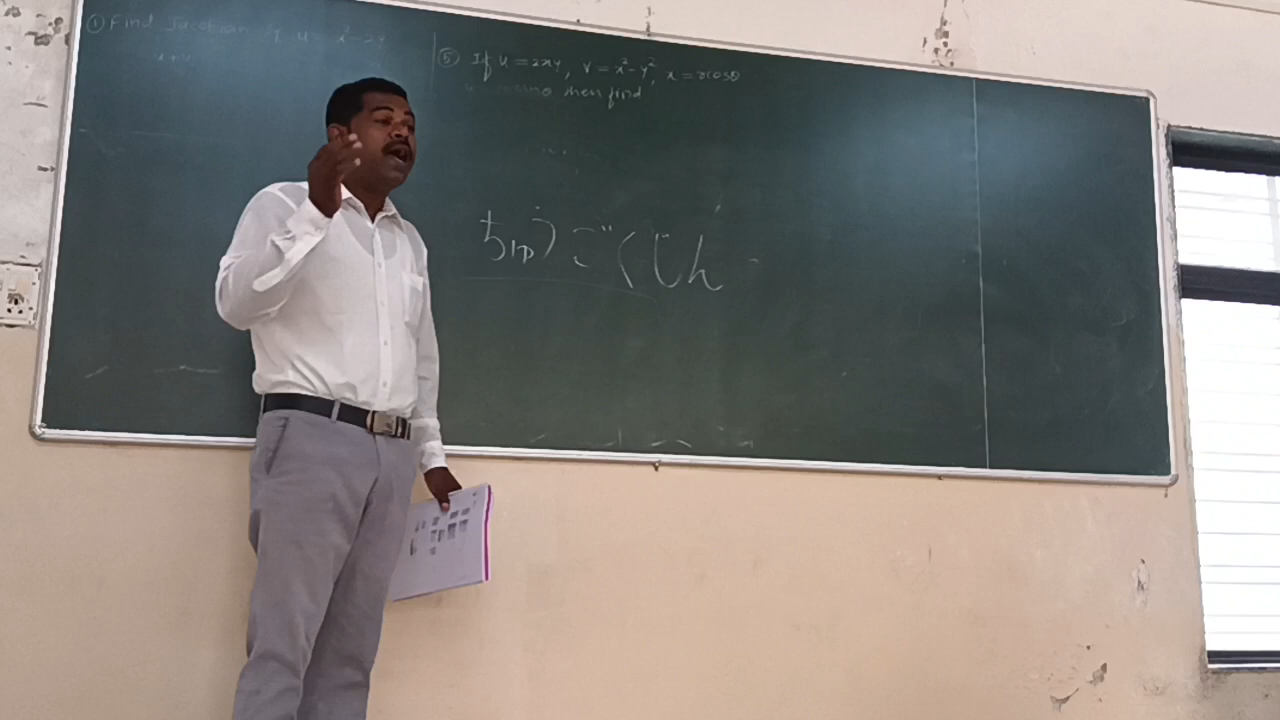 ① Find Jacobian of u = x²-2y
x+y
⑤ If u = 2xy, v = x²-y², x = rcosθ
then find
ちゅうごくじん